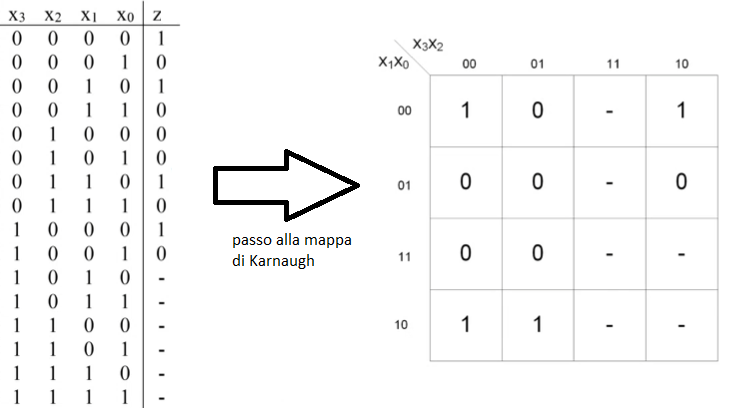 x3 x2 x1 x0 z
0 0 0 0 1
0 0 0 1 0
0 0 1 0 1
0 0 1 1 0
0 1 0 0 0
0 1 0 1 0
0 1 1 0 1
0 1 1 1 0
1 0 0 0 1
1 0 0 1 0
1 0 1 0 -
1 0 1 1 -
1 1 0 0 -
1 1 0 1 -
1 1 1 0 -
1 1 1 1 -
passo alla mappa
di Karnaugh
X3X2
X1X0 00 01 11 10
00 1 0 - 1
01 0 0 - 0
11 0 0 - -
10 1 1 - -